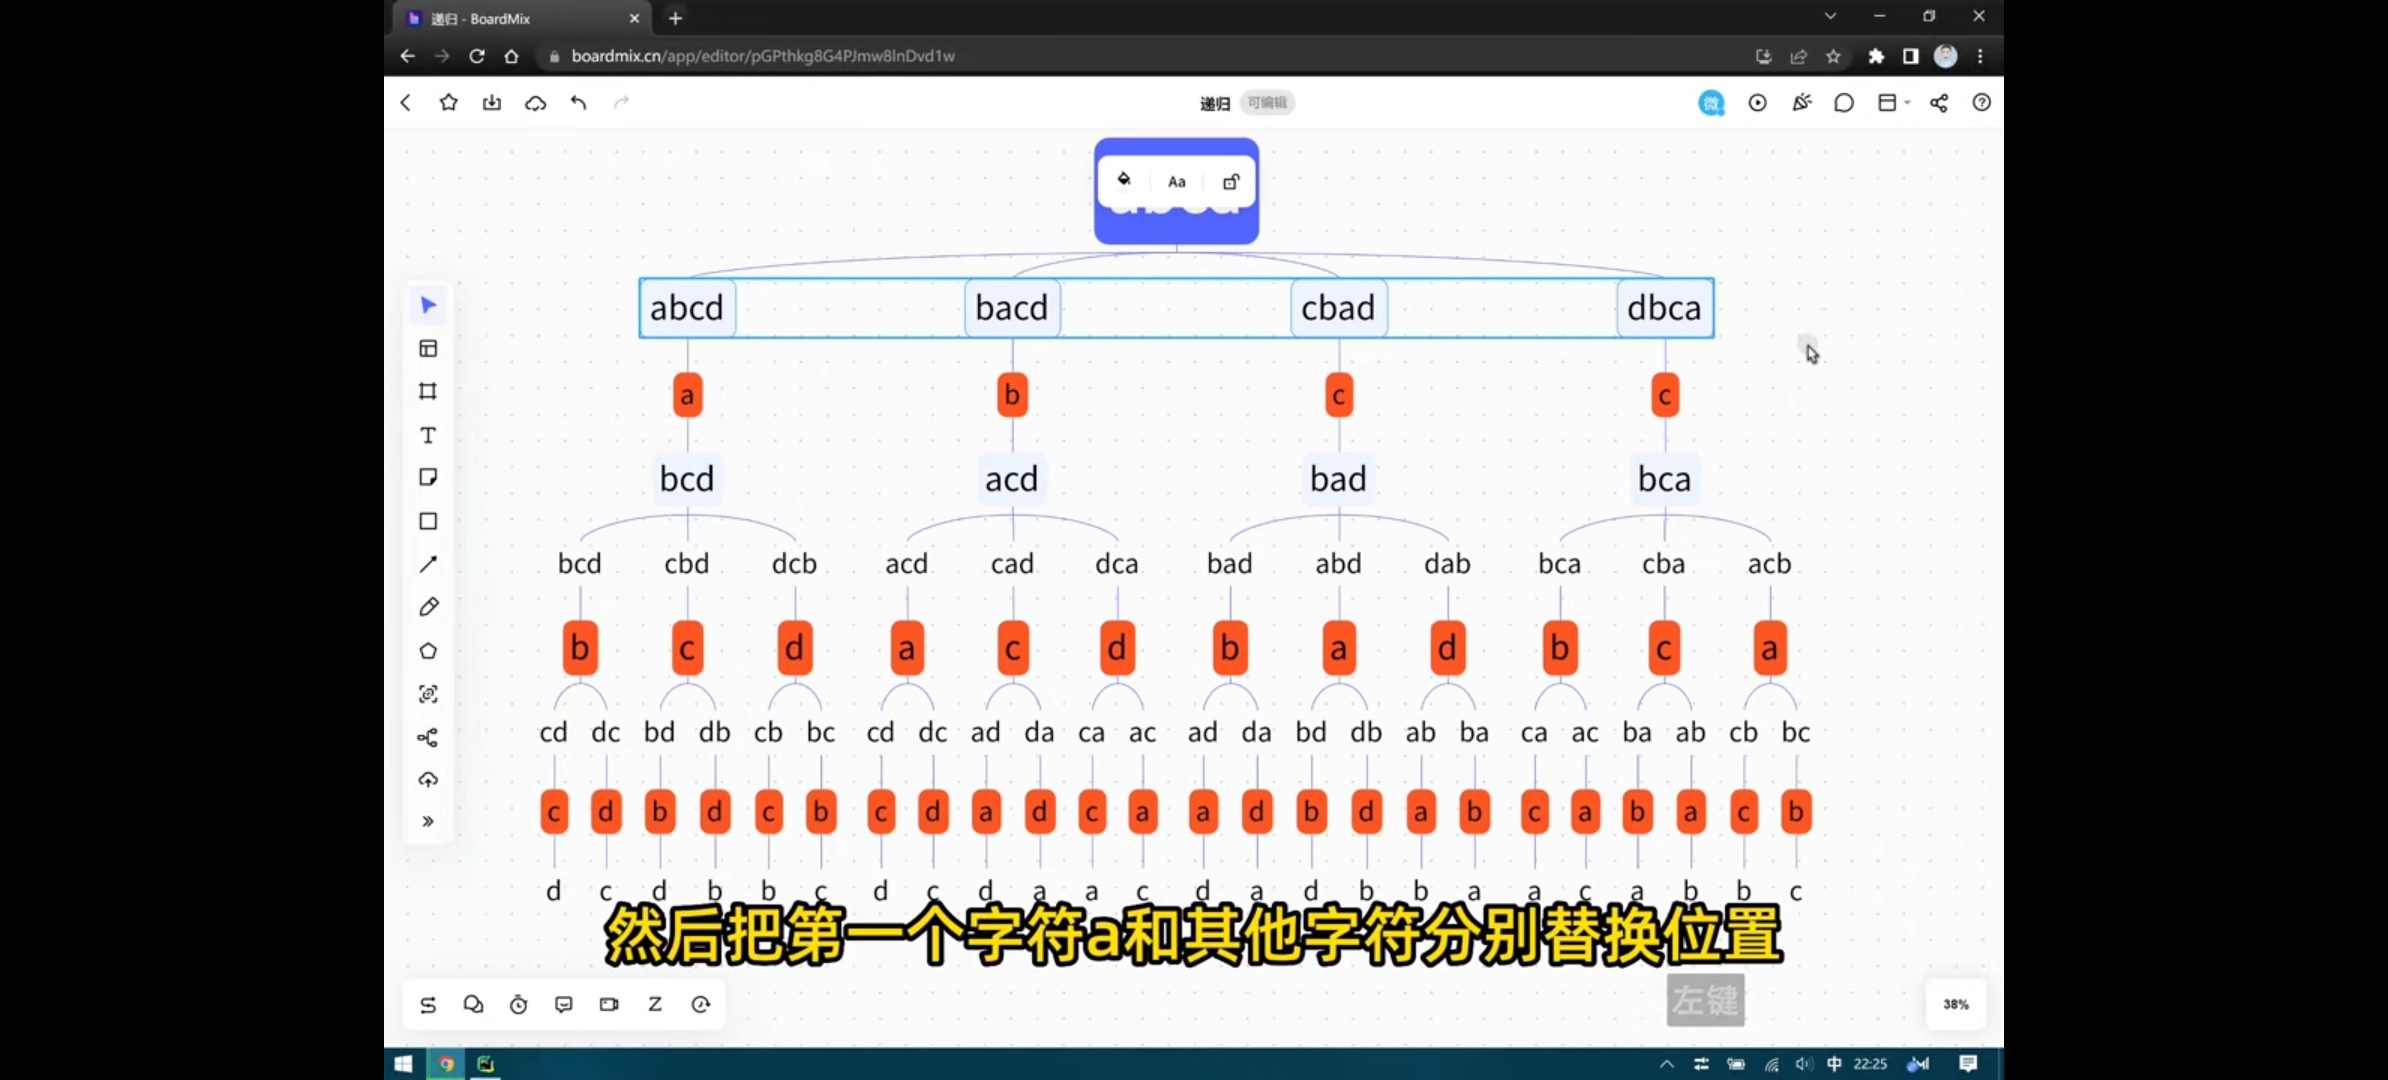 递归 - BoardMix
boardmix.cn/app/editor/pGPthkg8G4PJmw8lnDvd1w
递归 可编辑
微
Aa
abcd bacd cbad dbca
a b c c
bcd acd bad bca
bcd cbd dcb acd cad dca bad abd dab bca cba acb
b c d a c d b a d b c a
cd dc bd db cb bc cd dc ad da ca ac ad da bd db ab ba ca ac ba ab cb bc
c d b d c b c d a d c a a d b d a b c a b a c b
d c d b b c d c d a a c d a d b b a a c a b b c
然后把第一个字符a和其他字符分别替换位置
左键
38%
中 22:25